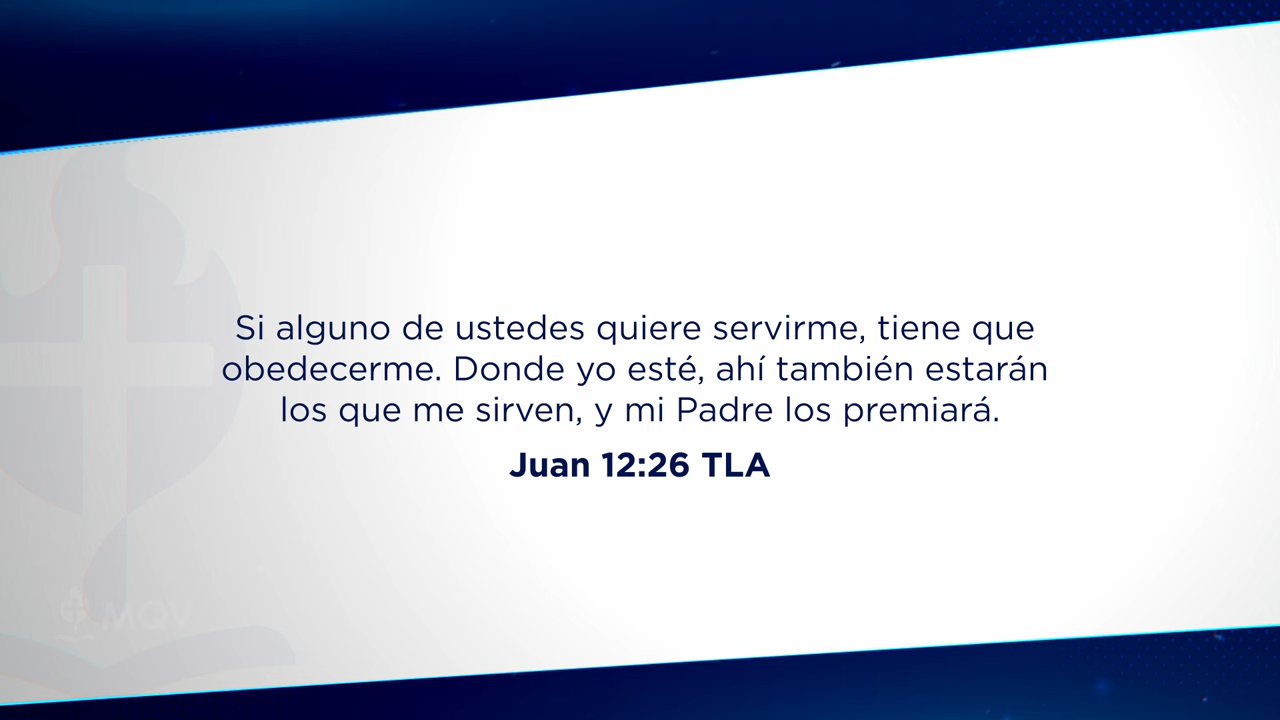 Si alguno de ustedes quiere servirme, tiene que
obedecerme. Donde yo esté, ahí también estarán
los que me sirven, y mi Padre los premiará.
Juan 12:26 TLA
MQV